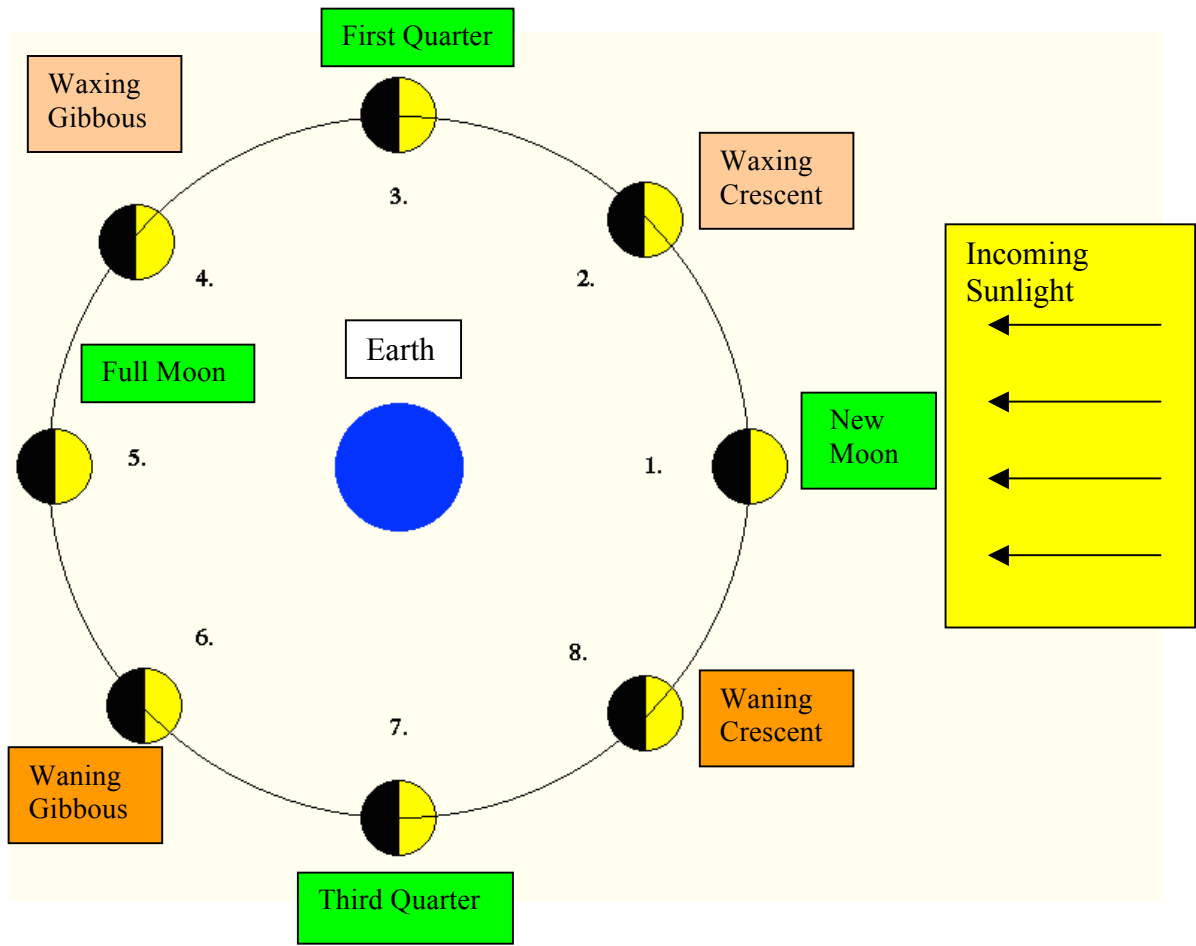 First Quarter
Waxing
Gibbous
Waxing
Crescent
3.
Incoming
Sunlight
4.
2.
Earth
Full Moon
New
Moon
5.
1.
6.
8.
Waning
Crescent
7.
Waning
Gibbous
Third Quarter